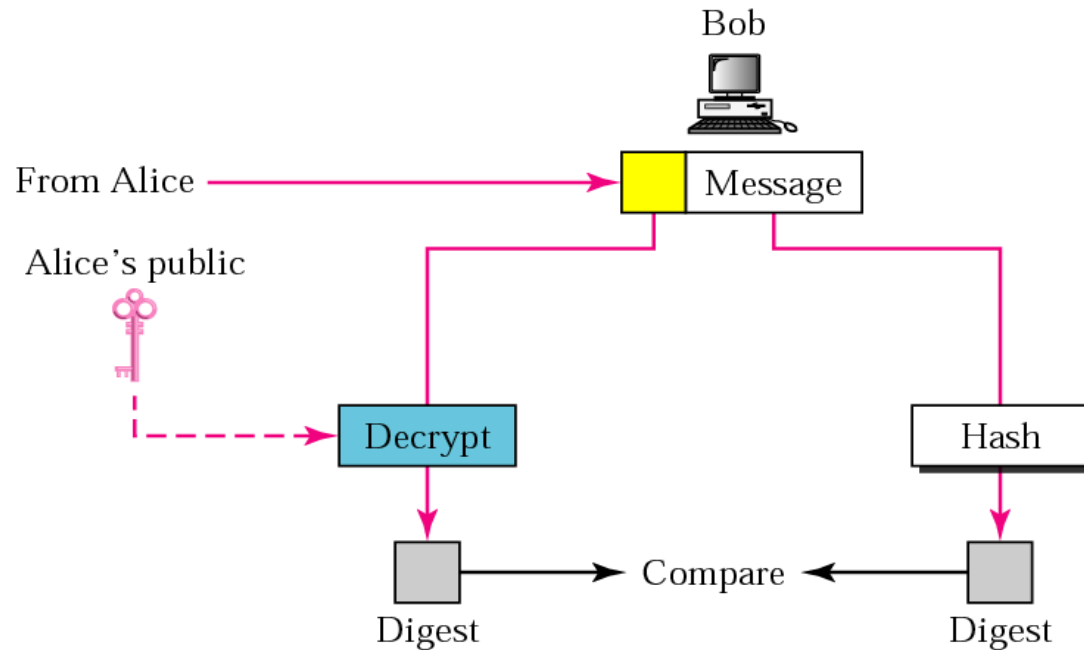 Bob
From Alice
Message
Alice’s public
Decrypt
Hash
Compare
Digest
Digest